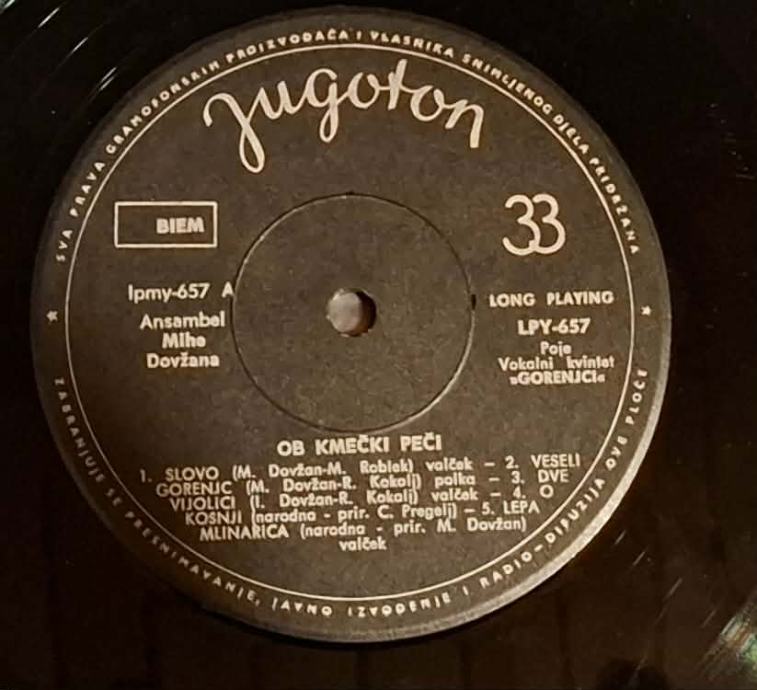 SVA PRAVA GRAMOFONSKIH PROIZVOĐAČA I VLASNIKA SNIMLJENOG DJELA PRIDRŽANA
Jugoton
BIEM
33
lpmy-657 A
Ansambel
Miha
Dovžana
LONG PLAYING
LPY-657
Poje
Vokalni kvintet
»GORENJCI«
OB KMEČKI PEČI
1. SLOVO (M. Dovžan-M. Roblek) valček – 2. VESELI
GORENJC (M. Dovžan-R. Kokalj) polka – 3. DVE
VIJOLICI (I. Dovžan-R. Kokalj) valček – 4. O
KOSNJI (narodna - prir. C. Pregelj) – 5. LEPA
MLINARICA (narodna - prir. M. Dovžan)
valček
ZABRANJUJE SE PRESNIMAVANJE, JAVNO IZVOĐENJE I RADIO-DIFUZIJA OVE PLOČE